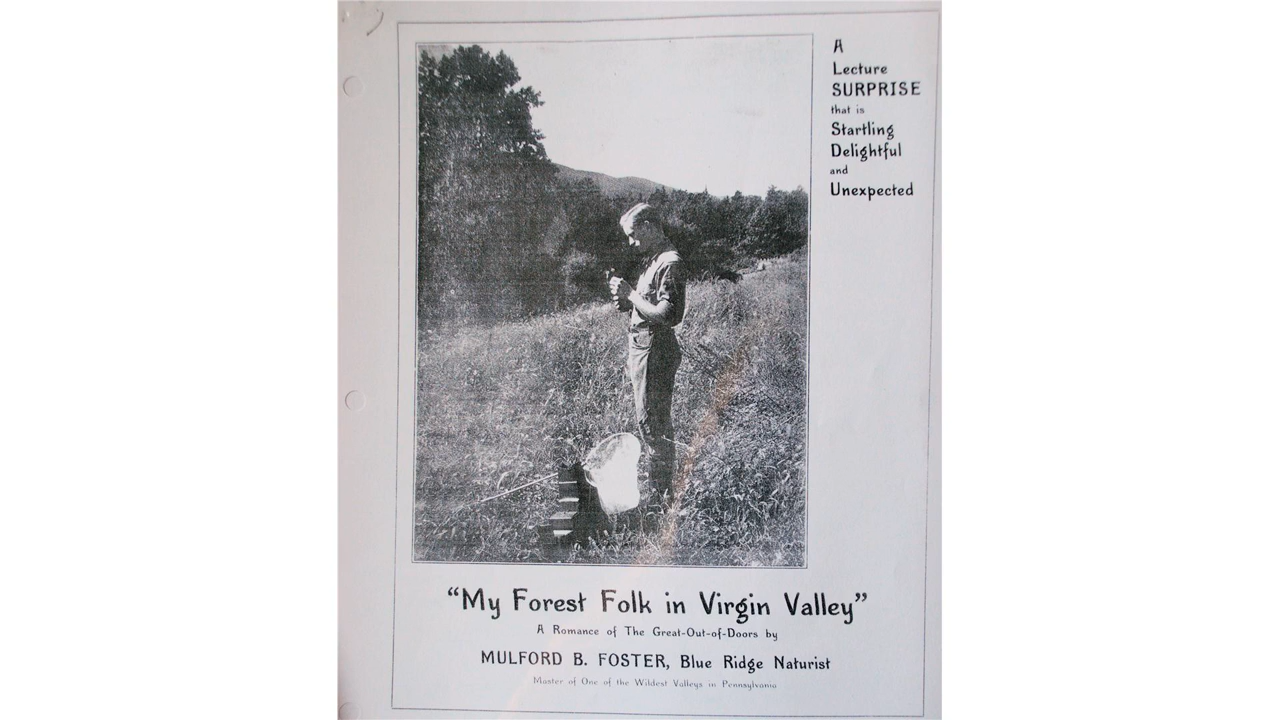 A
Lecture
SURPRISE
that is
Startling
Delightful
and
Unexpected
“My Forest Folk in Virgin Valley”
A Romance of The Great-Out-of-Doors by
MULFORD B. FOSTER, Blue Ridge Naturist
Master of One of the Wildest Valleys in Pennsylvania